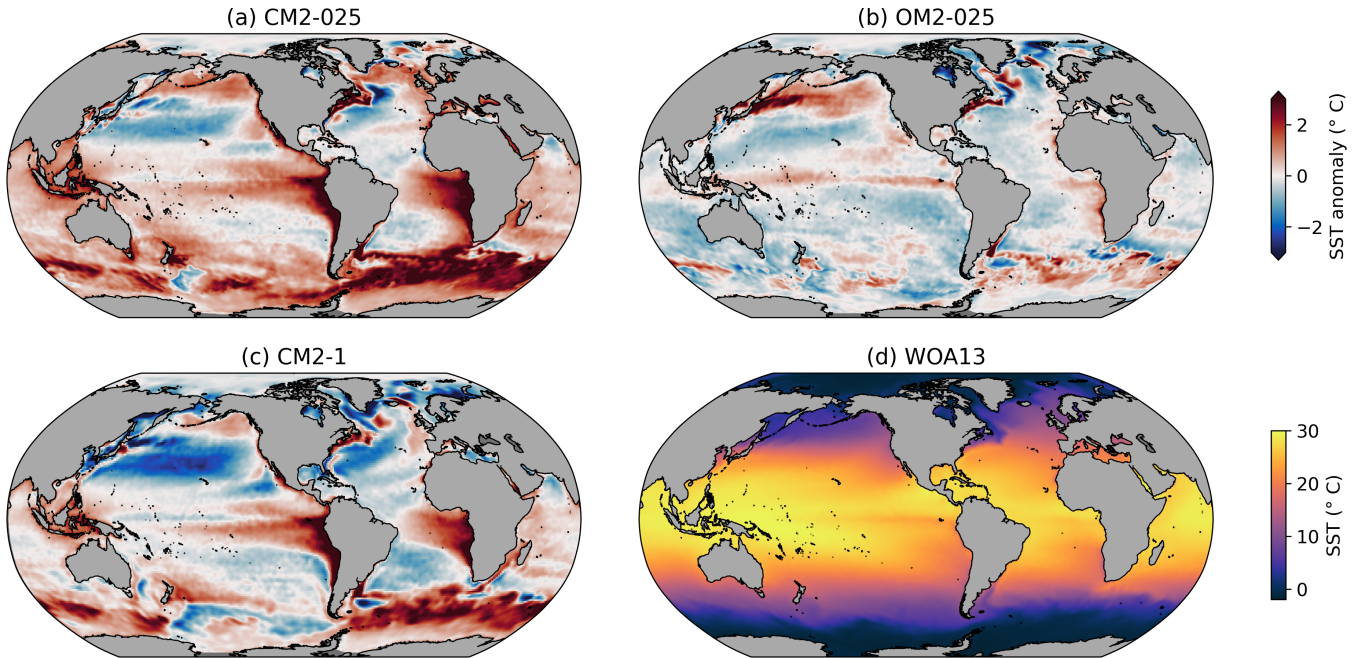 (a) CM2-025
(b) OM2-025
2
0
−2
SST anomaly (° C)
(c) CM2-1
(d) WOA13
30
20
10
0
SST (° C)